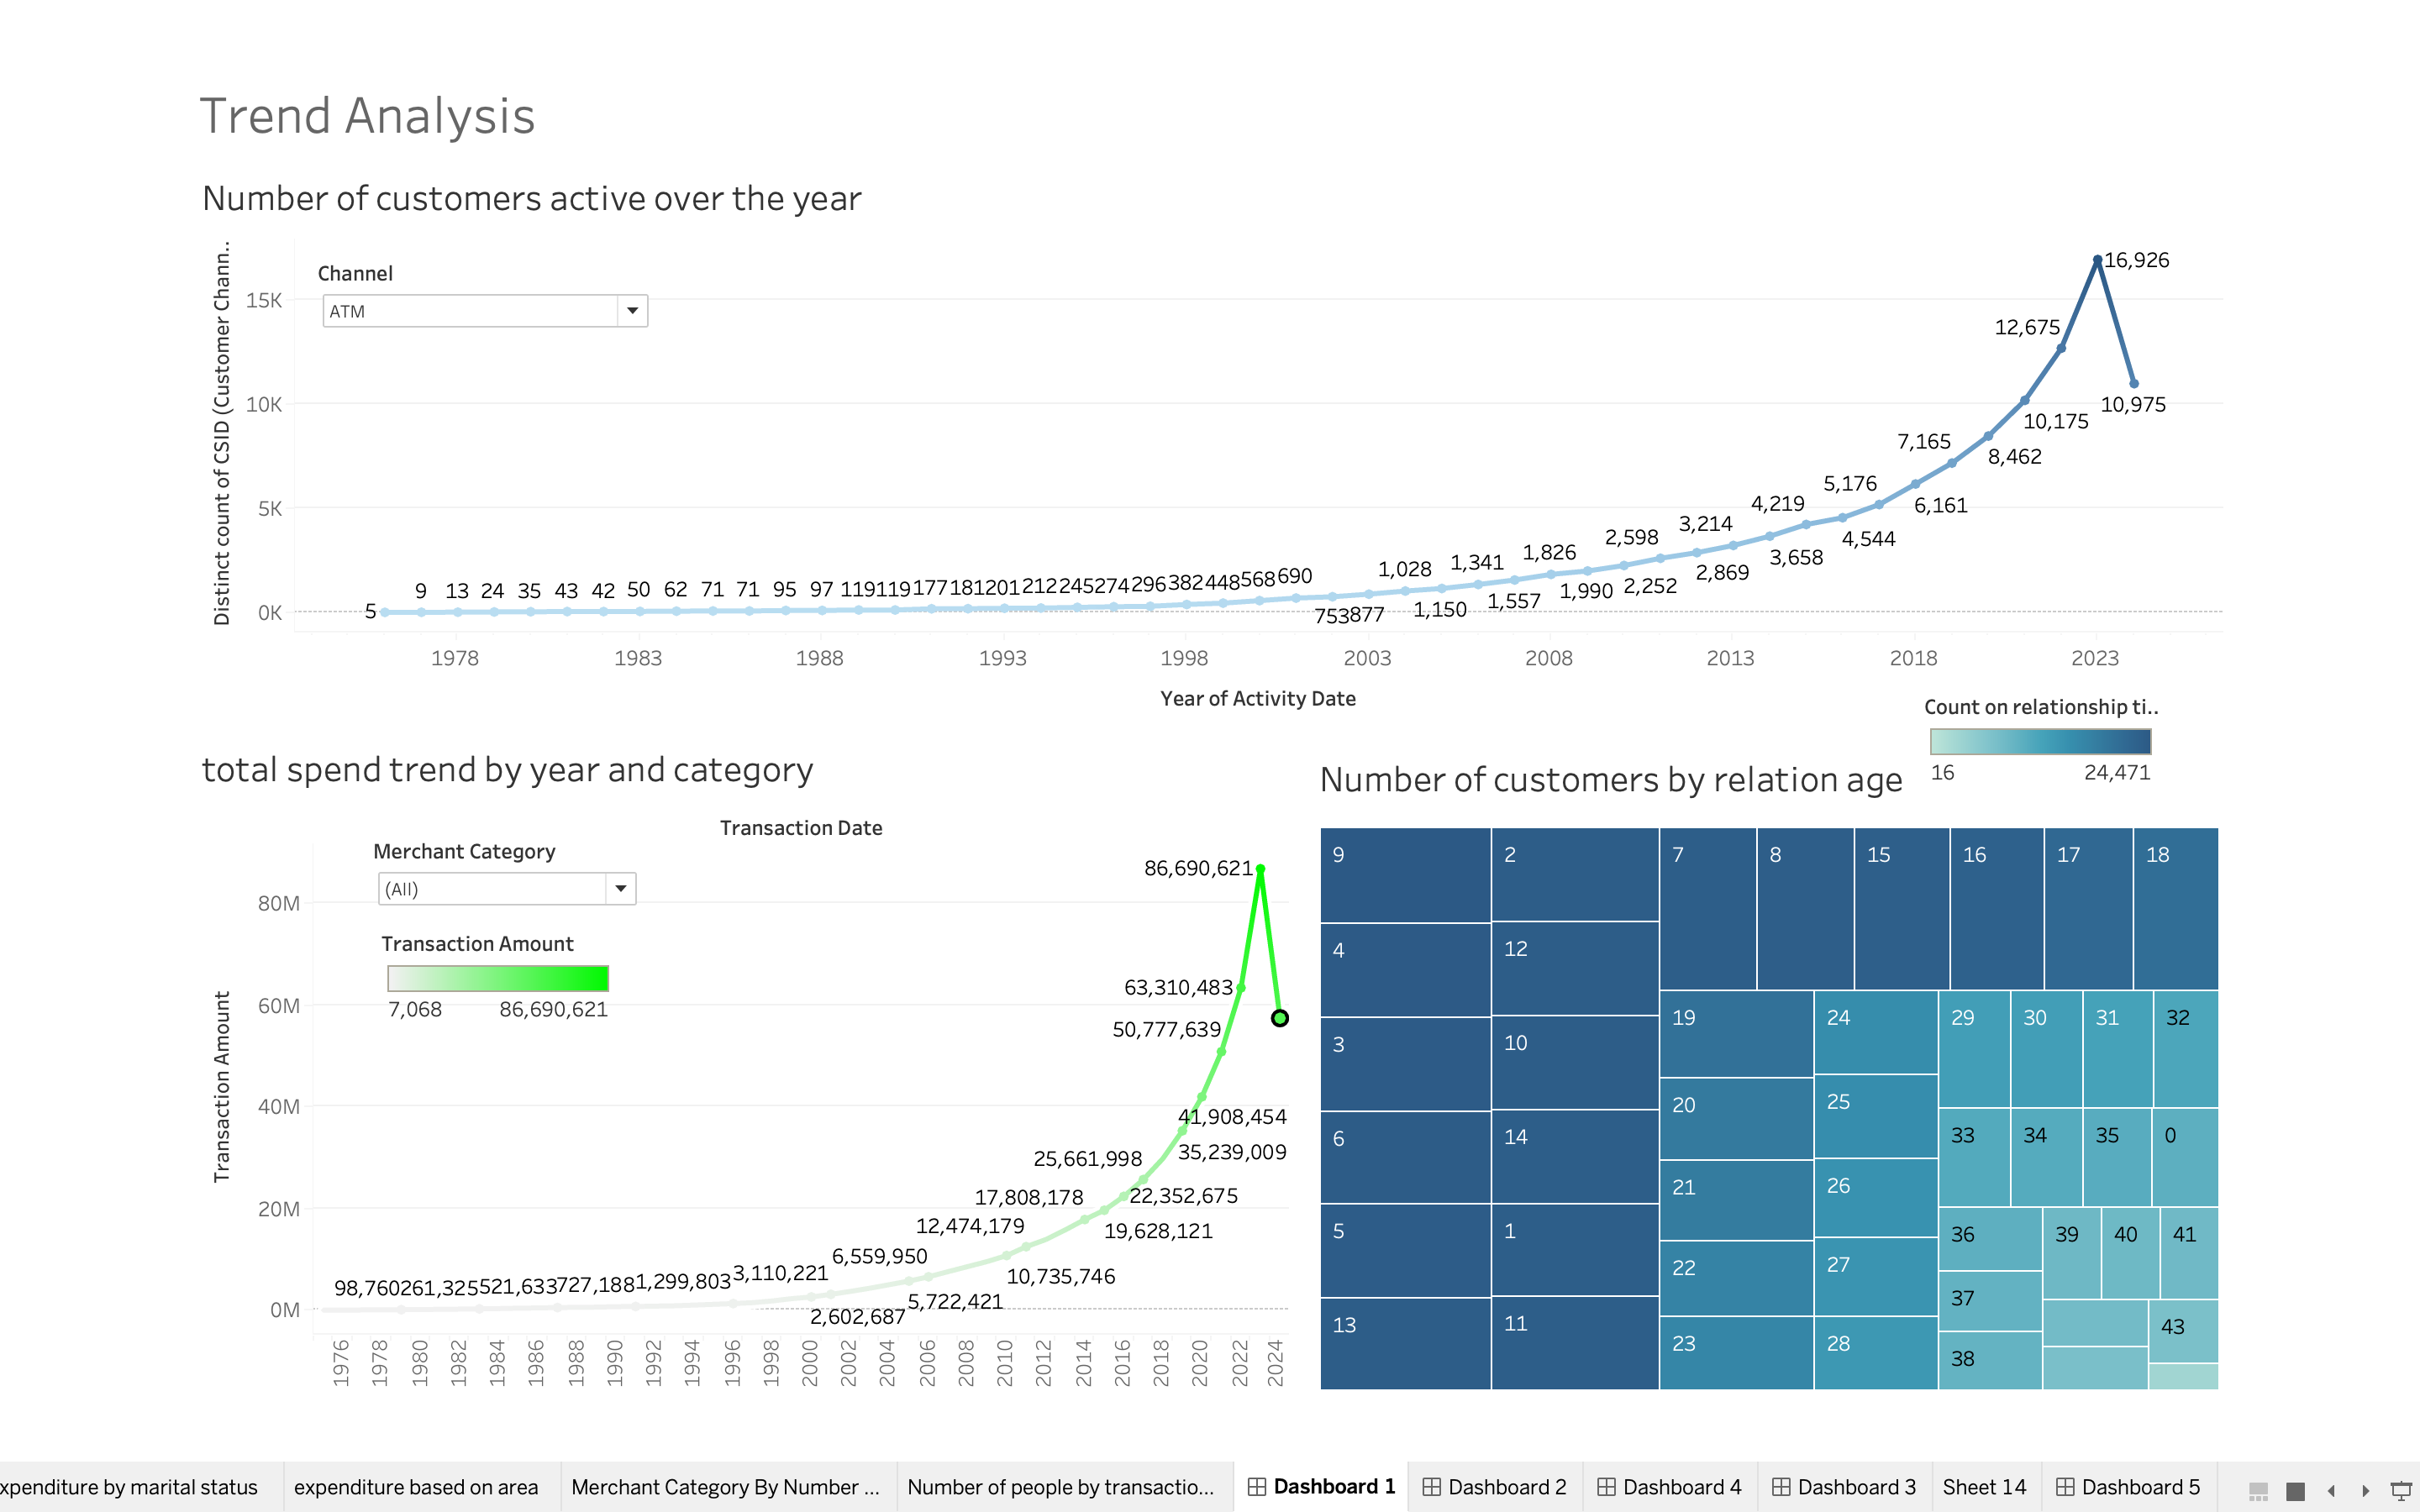 Trend Analysis
Number of customers active over the year
Distinct count of CSID (Customer Chann..
Channel
ATM
15K
10K
5K
0K
5
9 13 24 35 43 42 50 62 71 71 95 97 119 119 177 181 201 212 245 274 296 382 448 568 690
753 877
1,028
1,150
1,341
1,557
1,826
1,990
2,252
2,598
2,869
3,214
3,658
4,219
4,544
5,176
6,161
7,165
8,462
10,175
12,675
16,926
10,975
1978 1983 1988 1993 1998 2003 2008 2013 2018 2023
Year of Activity Date
Count on relationship ti..
16 24,471
total spend trend by year and category
Transaction Date
Merchant Category
(All)
Transaction Amount
7,068 86,690,621
Transaction Amount
80M
60M
40M
20M
0M
98,760 261,325 521,633 727,188 1,299,803 3,110,221
2,602,687
6,559,950
5,722,421
12,474,179
10,735,746
17,808,178
19,628,121
25,661,998
22,352,675
35,239,009
41,908,454
50,777,639
63,310,483
86,690,621
1976 1978 1980 1982 1984 1986 1988 1990 1992 1994 1996 1998 2000 2002 2004 2006 2008 2010 2012 2014 2016 2018 2020 2022 2024
Number of customers by relation age
9 2 7 8 15 16 17 18
4 12
3 10 19 24 29 30 31 32
6 14 20 25 33 34 35 0
5 1 21 26 36 39 40 41
22 27 37
13 11 23 28 38 43
xpenditure by marital status
expenditure based on area
Merchant Category By Number ...
Number of people by transactio...
Dashboard 1
Dashboard 2
Dashboard 4
Dashboard 3
Sheet 14
Dashboard 5